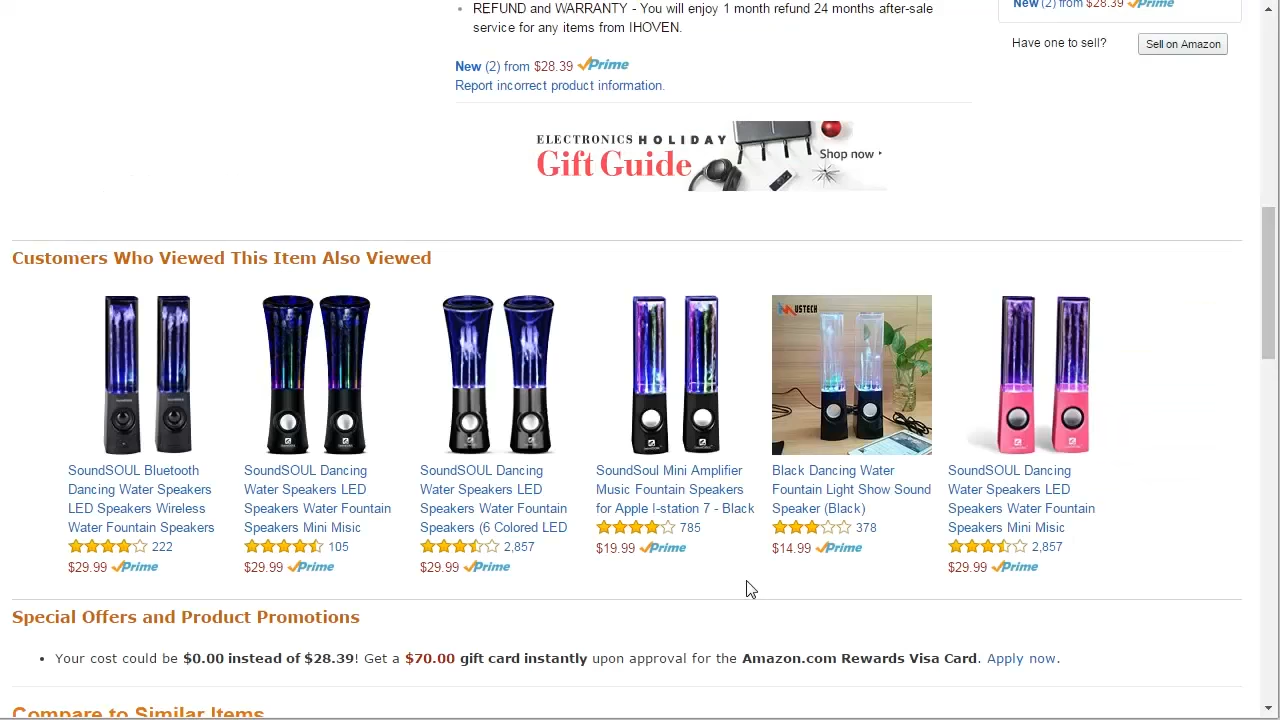 REFUND and WARRANTY - You will enjoy 1 month refund 24 months after-sale
service for any items from IHOVEN.
New (2) from $28.39 Prime
Report incorrect product information.
New (2) from $28.39 Prime
Have one to sell?
Sell on Amazon
ELECTRONICS HOLIDAY
Gift Guide
Shop now
Customers Who Viewed This Item Also Viewed
SoundSOUL Bluetooth
Dancing Water Speakers
LED Speakers Wireless
Water Fountain Speakers
222
$29.99 Prime
SoundSOUL Dancing
Water Speakers LED
Speakers Water Fountain
Speakers Mini Misic
105
$29.99 Prime
SoundSOUL Dancing
Water Speakers LED
Speakers Water Fountain
Speakers (6 Colored LED
2,857
$29.99 Prime
SoundSoul Mini Amplifier
Music Fountain Speakers
for Apple I-station 7 - Black
785
$19.99 Prime
USTECH
Black Dancing Water
Fountain Light Show Sound
Speaker (Black)
378
$14.99 Prime
SoundSOUL Dancing
Water Speakers LED
Speakers Water Fountain
Speakers Mini Misic
2,857
$29.99 Prime
Special Offers and Product Promotions
• Your cost could be $0.00 instead of $28.39! Get a $70.00 gift card instantly upon approval for the Amazon.com Rewards Visa Card. Apply now.
Compare to Similar Items